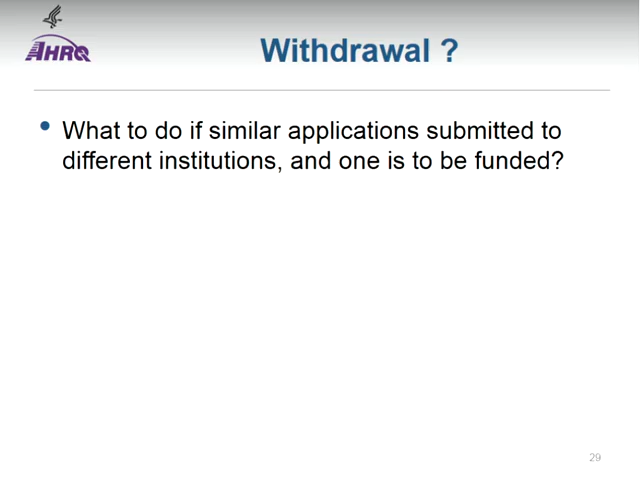 AHRQ
Withdrawal ?
• What to do if similar applications submitted to
different institutions, and one is to be funded?
29